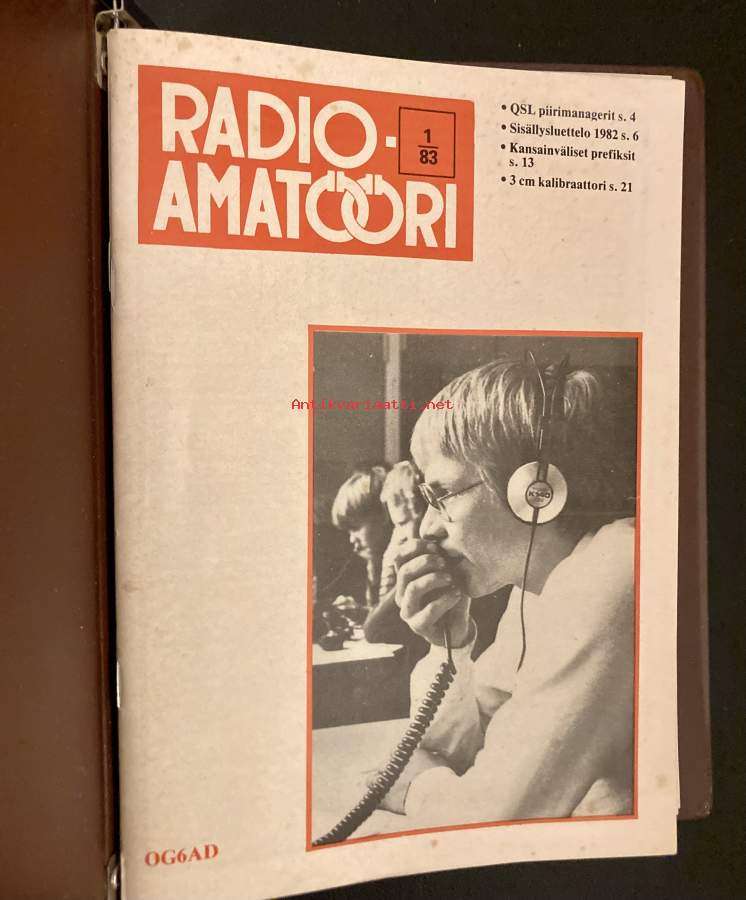 RADIO-
AMATÖÖRI
1
83
• QSL piirimanagerit s. 4
• Sisällysluettelo 1982 s. 6
• Kansainväliset prefiksit
s. 13
• 3 cm kalibraattori s. 21
Antikvariaatti.net
K140
OG6AD